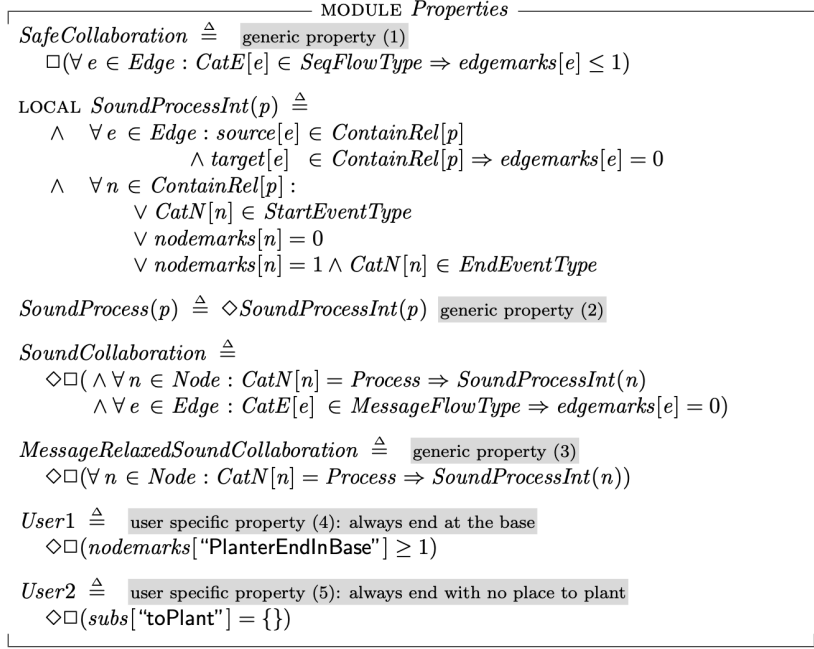 MODULE Properties
SafeCollaboration ≜ generic property (1)
□(∀ e ∈ Edge : CatE[e] ∈ SeqFlowType ⇒ edgemarks[e] ≤ 1)
LOCAL SoundProcessInt(p) ≜
∧ ∀ e ∈ Edge : source[e] ∈ ContainRel[p]
∧ target[e] ∈ ContainRel[p] ⇒ edgemarks[e] = 0
∧ ∀ n ∈ ContainRel[p] :
∨ CatN[n] ∈ StartEventType
∨ nodemarks[n] = 0
∨ nodemarks[n] = 1 ∧ CatN[n] ∈ EndEventType
SoundProcess(p) ≜ ◇SoundProcessInt(p) generic property (2)
SoundCollaboration ≜
◇□( ∧ ∀ n ∈ Node : CatN[n] = Process ⇒ SoundProcessInt(n)
∧ ∀ e ∈ Edge : CatE[e] ∈ MessageFlowType ⇒ edgemarks[e] = 0)
MessageRelaxedSoundCollaboration ≜ generic property (3)
◇□(∀ n ∈ Node : CatN[n] = Process ⇒ SoundProcessInt(n))
User1 ≜ user specific property (4): always end at the base
◇□(nodemarks["PlanterEndInBase"] ≥ 1)
User2 ≜ user specific property (5): always end with no place to plant
◇□(subs["toPlant"] = {})